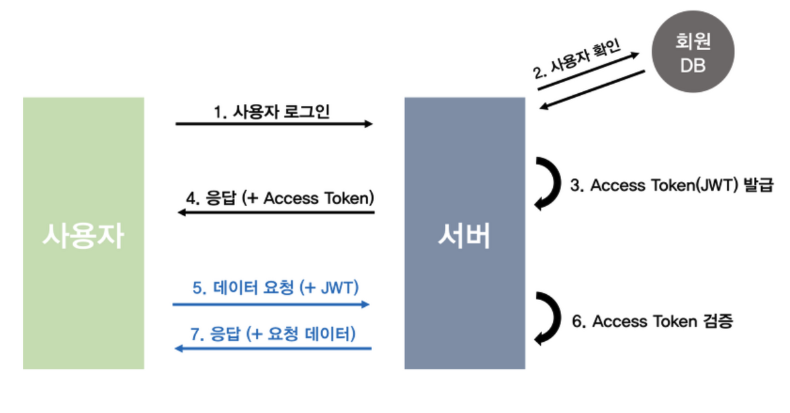 회원
DB
2. 사용자 확인
1. 사용자 로그인
3. Access Token(JWT) 발급
4. 응답 (+ Access Token)
사용자
서버
5. 데이터 요청 (+ JWT)
6. Access Token 검증
7. 응답 (+ 요청 데이터)